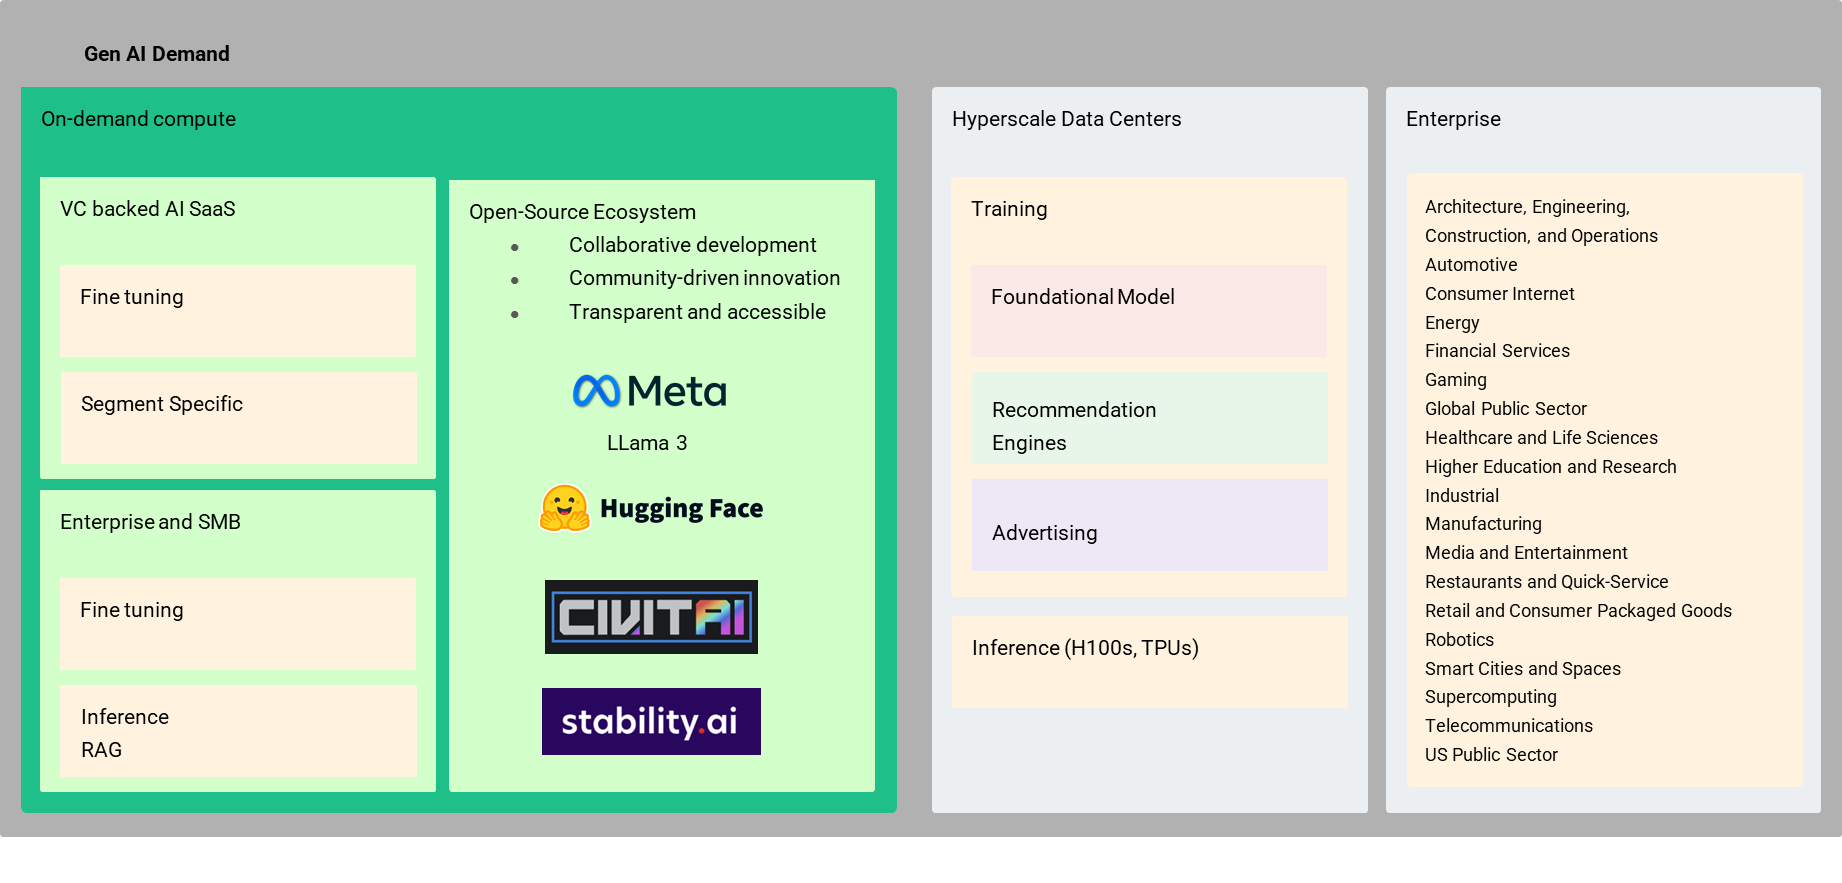 Gen AI Demand
On-demand compute
VC backed AI SaaS
Fine tuning
Segment Specific
Enterprise and SMB
Fine tuning
Inference
RAG
Open-Source Ecosystem
• Collaborative development
• Community-driven innovation
• Transparent and accessible
Meta
LLama 3
Hugging Face
CIVITAI
stability.ai
Hyperscale Data Centers
Training
Foundational Model
Recommendation
Engines
Advertising
Inference (H100s, TPUs)
Enterprise
Architecture, Engineering,
Construction, and Operations
Automotive
Consumer Internet
Energy
Financial Services
Gaming
Global Public Sector
Healthcare and Life Sciences
Higher Education and Research
Industrial
Manufacturing
Media and Entertainment
Restaurants and Quick-Service
Retail and Consumer Packaged Goods
Robotics
Smart Cities and Spaces
Supercomputing
Telecommunications
US Public Sector